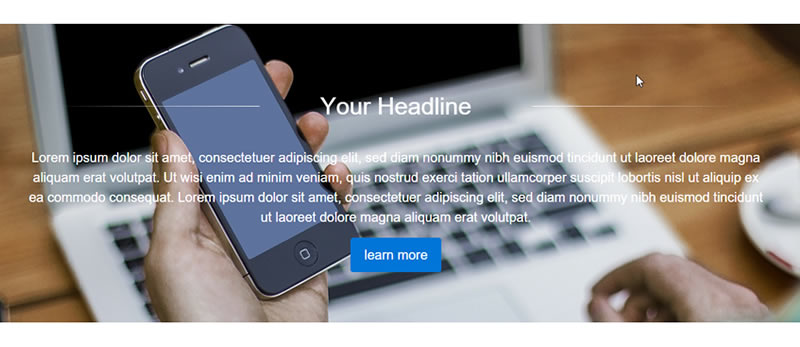 Your Headline
Lorem ipsum dolor sit amet, consectetuer adipiscing elit, sed diam nonummy nibh euismod tincidunt ut laoreet dolore magna
aliquam erat volutpat. Ut wisi enim ad minim veniam, quis nostrud exerci tation ullamcorper suscipit lobortis nisl ut aliquip ex
ea commodo consequat. Lorem ipsum dolor sit amet, consectetuer adipiscing elit, sed diam nonummy nibh euismod tincidunt
ut laoreet dolore magna aliquam erat volutpat.
learn more